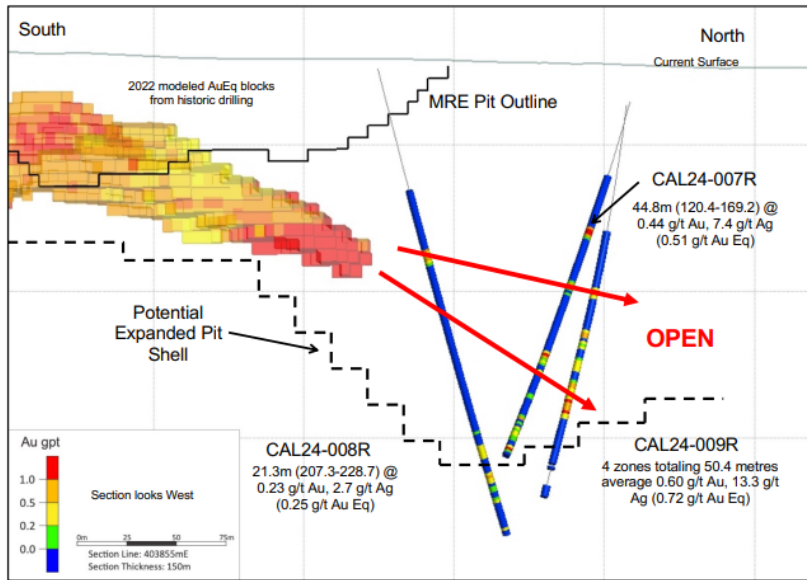 South
North
Current Surface
2022 modeled AuEq blocks
from historic drilling
MRE Pit Outline
CAL24-007R
44.8m (120.4-169.2) @
0.44 g/t Au, 7.4 g/t Ag
(0.51 g/t Au Eq)
Potential
Expanded Pit
Shell
OPEN
Au gpt
1.0
0.5
0.2
0.0
Section looks West
0m
25
50
75m
Section Line: 403855mE
Section Thickness: 150m
CAL24-008R
21.3m (207.3-228.7) @
0.23 g/t Au, 2.7 g/t Ag
(0.25 g/t Au Eq)
CAL24-009R
4 zones totaling 50.4 metres
average 0.60 g/t Au, 13.3 g/t
Ag (0.72 g/t Au Eq)